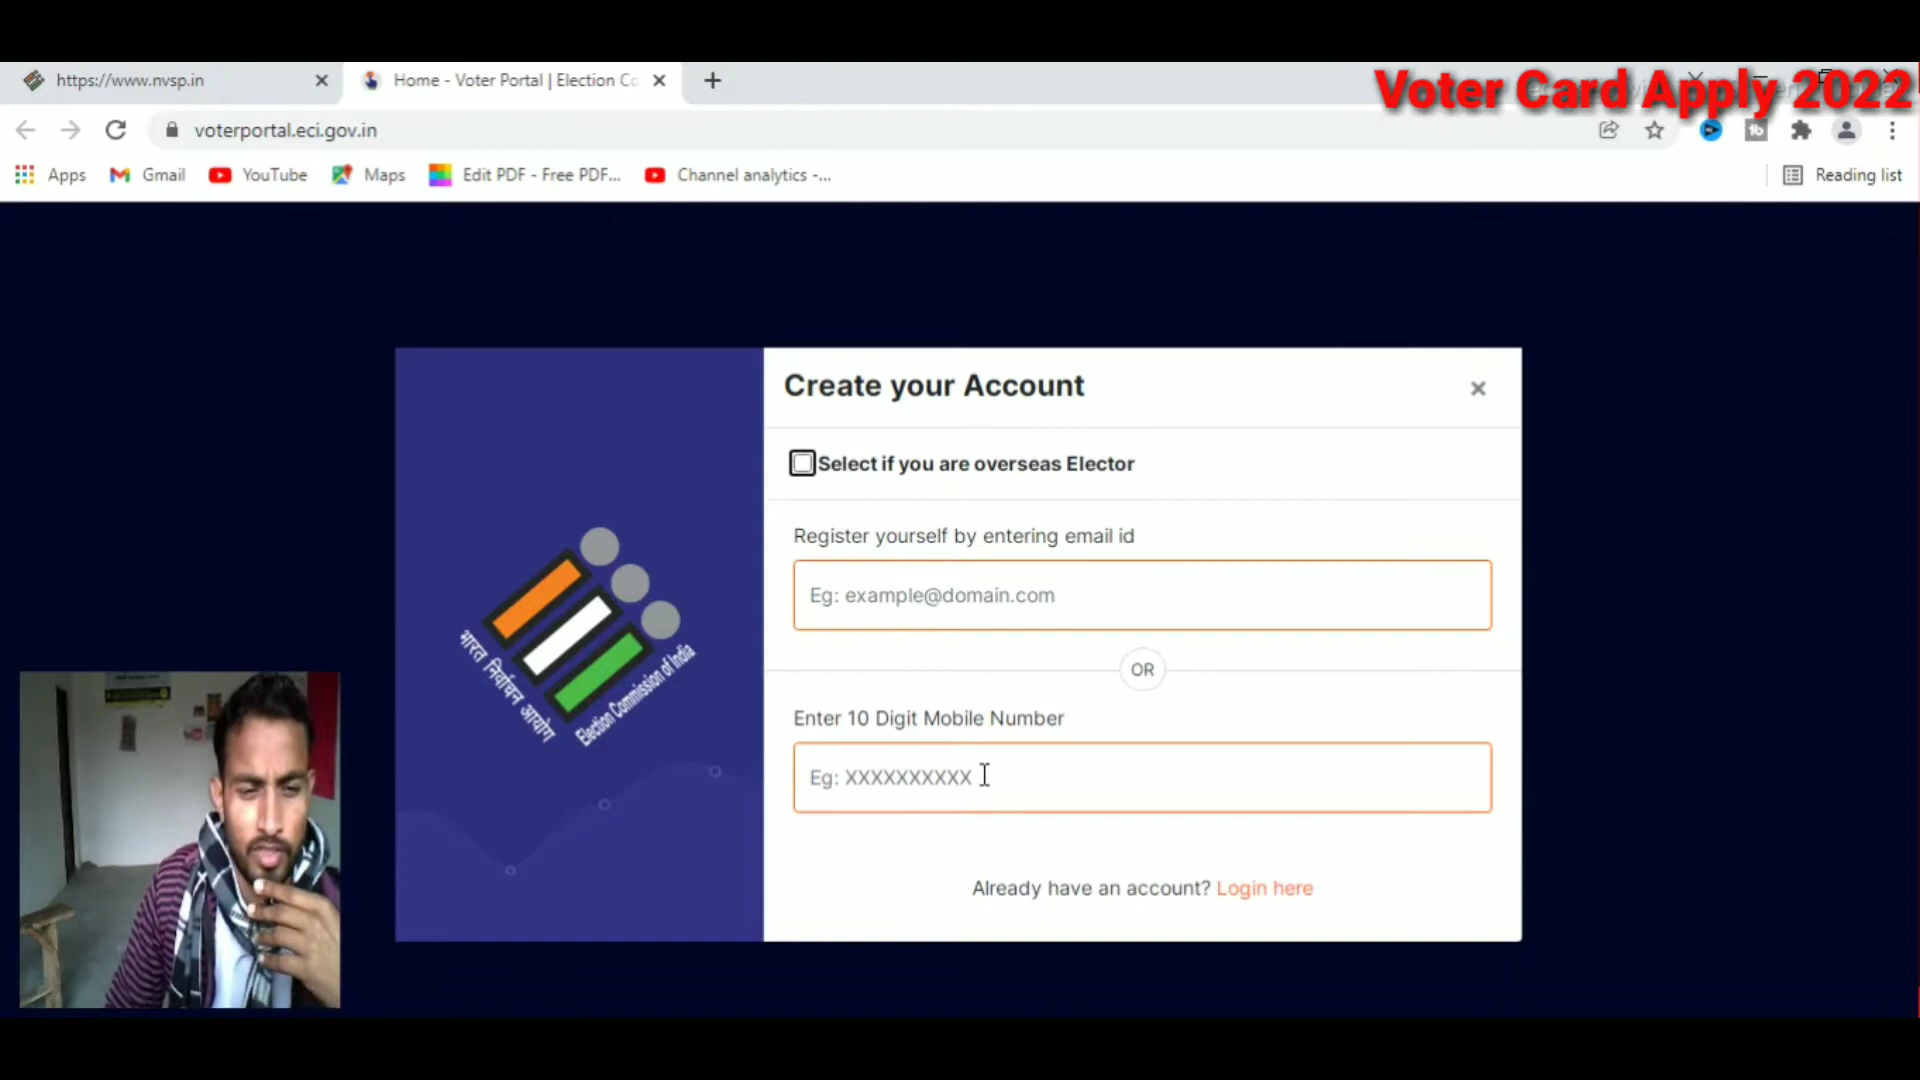 https://www.nvsp.in
Home - Voter Portal | Election Co
Voter Card Apply 2022
voterportal.eci.gov.in
Apps
Gmail
YouTube
Maps
Edit PDF - Free PDF...
Channel analytics -...
Reading list
Create your Account
Select if you are overseas Elector
Register yourself by entering email id
Eg: example@domain.com
OR
Enter 10 Digit Mobile Number
Eg: XXXXXXXXXX
Already have an account? Login here
भारत निर्वाचन आयोग
Election Commission of India